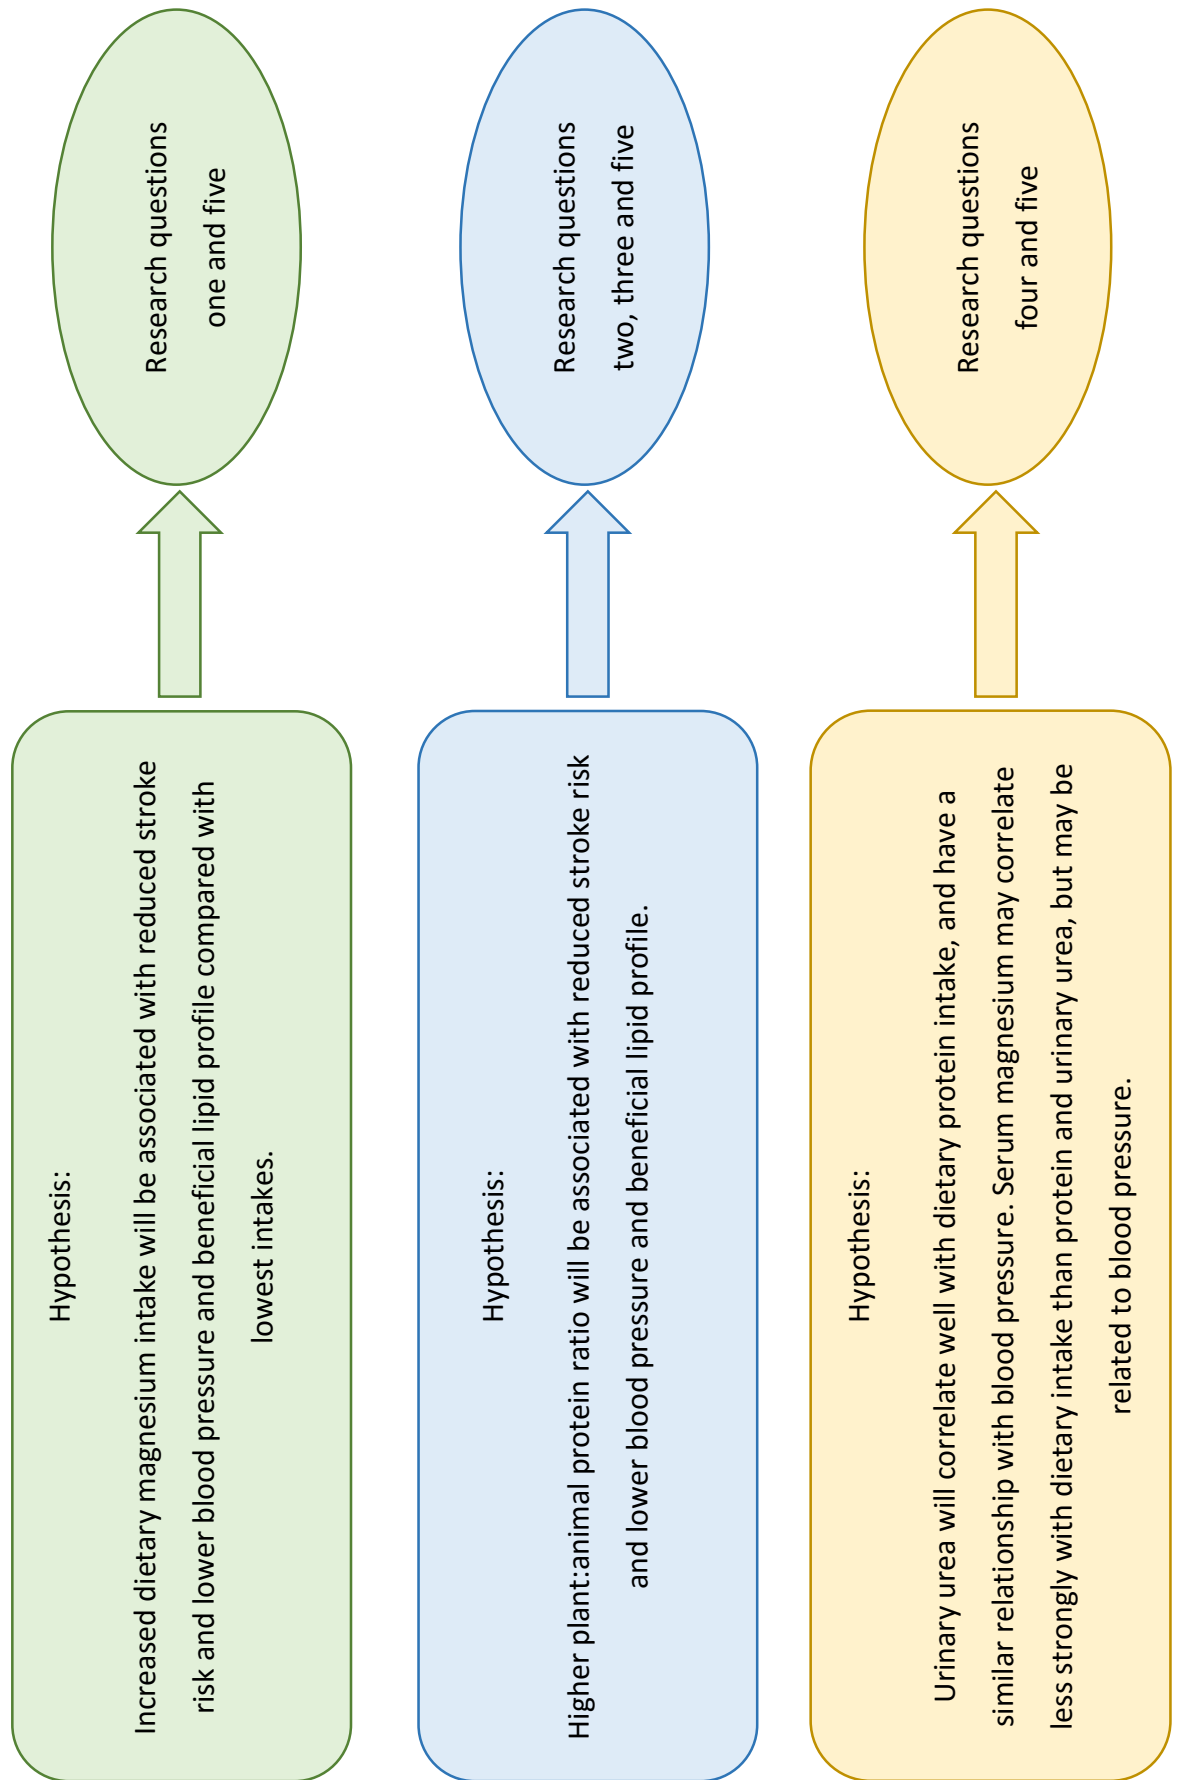 Hypothesis:
Increased dietary magnesium intake will be associated with reduced stroke
risk and lower blood pressure and beneficial lipid profile compared with
lowest intakes.
Research questions
one and five
Hypothesis:
Higher plant:animal protein ratio will be associated with reduced stroke risk
and lower blood pressure and beneficial lipid profile.
Research questions
two, three and five
Hypothesis:
Urinary urea will correlate well with dietary protein intake, and have a
similar relationship with blood pressure. Serum magnesium may correlate
less strongly with dietary intake than protein and urinary urea, but may be
related to blood pressure.
Research questions
four and five